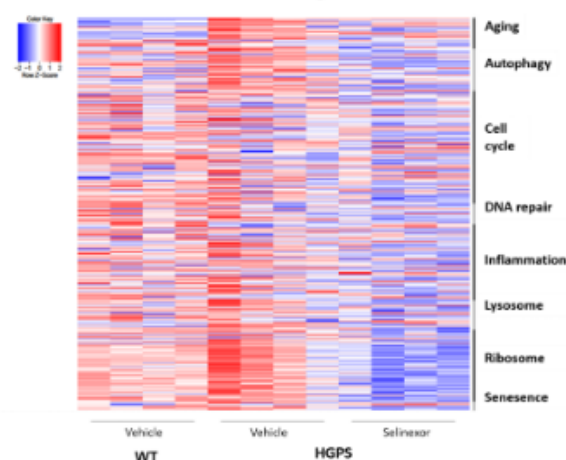 Color Key
-2 -1 0 1 2
Row Z-Score
Aging
Autophagy
Cell
cycle
DNA repair
Inflammation
Lysosome
Ribosome
Senesence
Vehicle
Vehicle
Selinexor
WT
HGPS